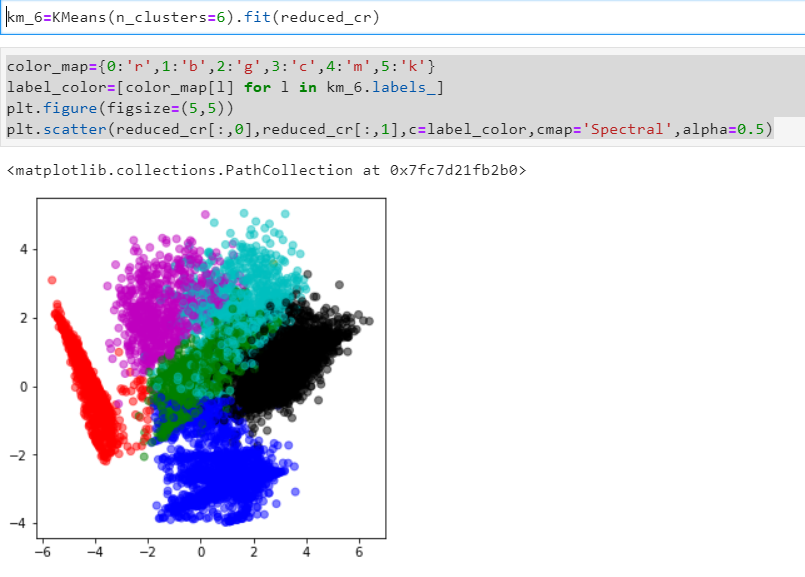 km_6=KMeans(n_clusters=6).fit(reduced_cr)
color_map={0:'r',1:'b',2:'g',3:'c',4:'m',5:'k'}
label_color=[color_map[l] for l in km_6.labels_]
plt.figure(figsize=(5,5))
plt.scatter(reduced_cr[:,0],reduced_cr[:,1],c=label_color,cmap='Spectral',alpha=0.5)
<matplotlib.collections.PathCollection at 0x7fc7d21fb2b0>
4
2
0
−2
−4
−6 −4 −2 0 2 4 6